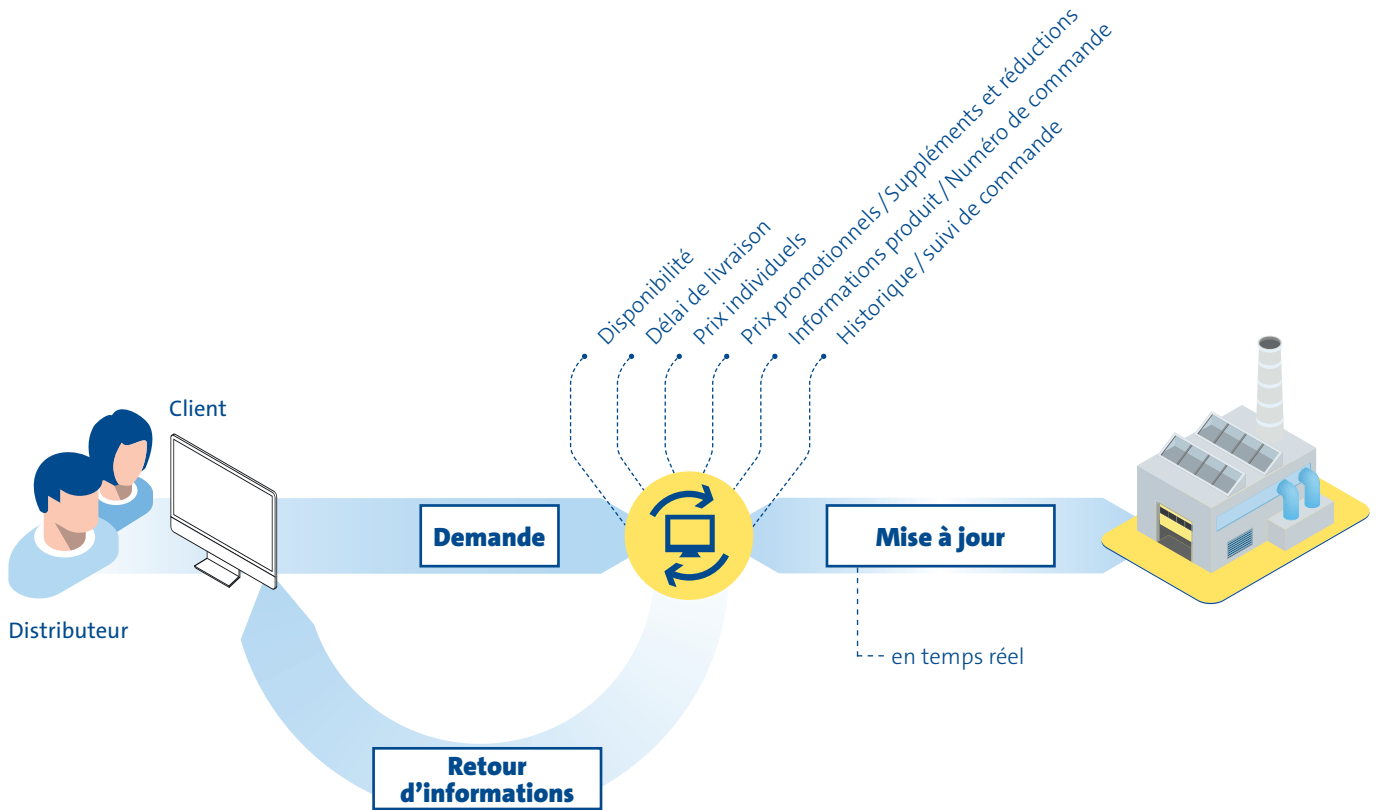 Disponibilité
Délai de livraison
Prix individuels
Prix promotionnels / Suppléments et réductions
Informations produit / Numéro de commande
Historique / suivi de commande
Client
Distributeur
Demande
Mise à jour
en temps réel
Retour
d’informations